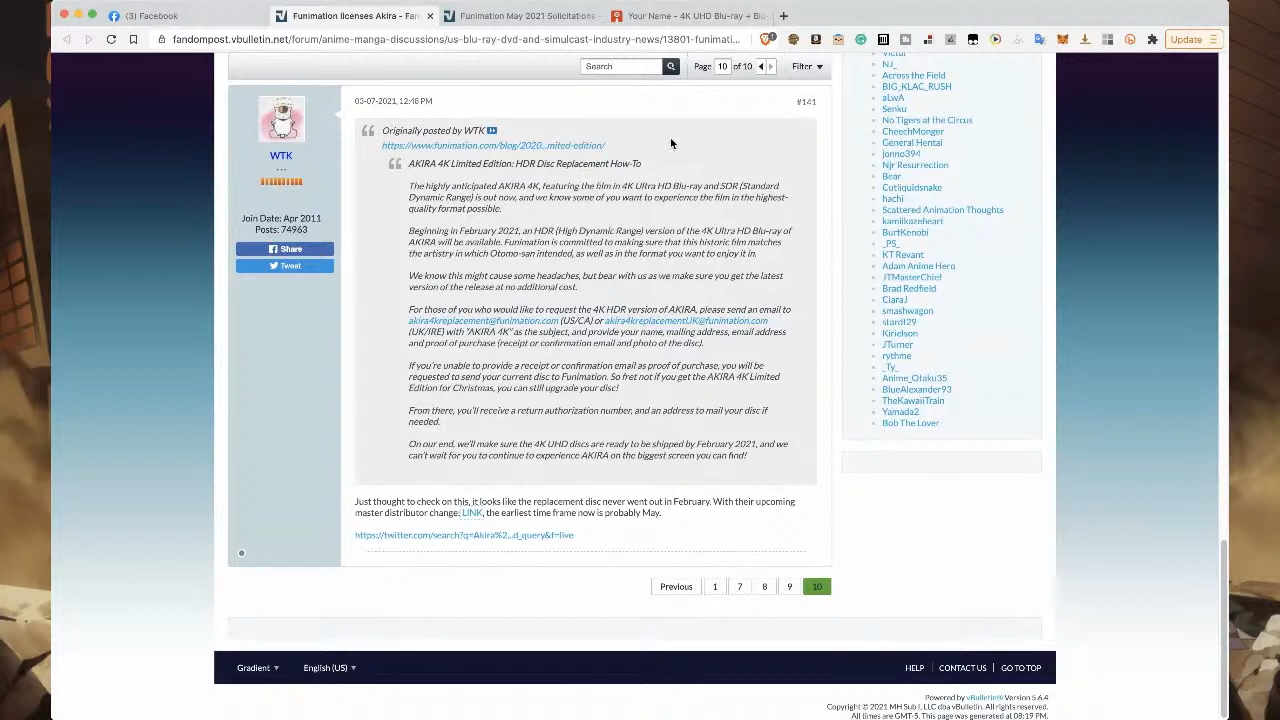 (3) Facebook
Funimation licenses Akira - Fan
Funimation May 2021 Solicitations
Your Name - 4K UHD Blu-ray + Blu
fandompost.vbulletin.net/forum/anime-manga-discussions/us-blu-ray-dvd-and-simulcast-industry-news/13801-funimati...
Update
Search
Page 10 of 10
Filter
03-07-2021, 12:48 PM
#141
WTK
...
Join Date: Apr 2011
Posts: 74963
Share
Tweet
Originally posted by WTK
https://www.funimation.com/blog/2020...mited-edition/
AKIRA 4K Limited Edition: HDR Disc Replacement How-To
The highly anticipated AKIRA 4K, featuring the film in 4K Ultra HD Blu-ray and SDR (Standard
Dynamic Range) is out now, and we know some of you want to experience the film in the highest-
quality format possible.
Beginning in February 2021, an HDR (High Dynamic Range) version of the 4K Ultra HD Blu-ray of
AKIRA will be available. Funimation is committed to making sure that this historic film matches
the artistry in which Otomo-san intended, as well as in the format you want to enjoy it in.
We know this might cause some headaches, but bear with us as we make sure you get the latest
version of the release at no additional cost.
For those of you who would like to request the 4K HDR version of AKIRA, please send an email to
akira4kreplacement@funimation.com (US/CA) or akira4kreplacementUK@funimation.com
(UK/IRE) with "AKIRA 4K" as the subject, and provide your name, mailing address, email address
and proof of purchase (receipt or confirmation email and photo of the disc).
If you're unable to provide a receipt or confirmation email as proof of purchase, you will be
requested to send your current disc to Funimation. So fret not if you get the AKIRA 4K Limited
Edition for Christmas, you can still upgrade your disc!
From there, you'll receive a return authorization number, and an address to mail your disc if
needed.
On our end, we'll make sure the 4K UHD discs are ready to be shipped by February 2021, and we
can't wait for you to continue to experience AKIRA on the biggest screen you can find!
Just thought to check on this, it looks like the replacement disc never went out in February. With their upcoming
master distributor change: LINK, the earliest time frame now is probably May.
https://twitter.com/search?q=Akira%2...d_query&f=live
Previous
1
7
8
9
10
Victor
NJ_
Across the Field
BIG_KLAC_RUSH
aLwA
Senku
No Tigers at the Circus
CheechMonger
General Hentai
jonno394
Njr Resurrection
Bear
Cutliquidsnake
hachi
Scattered Animation Thoughts
kamiikazeheart
BurtKenobi
_PS_
KT Revant
Adam Anime Hero
JTMasterChief
Brad Redfield
CiaraJ
smashwagon
stardf29
Kirielson
JTurner
rythme
_Ty_
Anime_Otaku35
BlueAlexander93
TheKawaiiTrain
Yamada2
Bob The Lover
Gradient
English (US)
HELP
CONTACT US
GO TO TOP
Powered by vBulletin® Version 5.6.4
Copyright © 2021 MH Sub I, LLC dba vBulletin. All rights reserved.
All times are GMT-5. This page was generated at 08:19 PM.